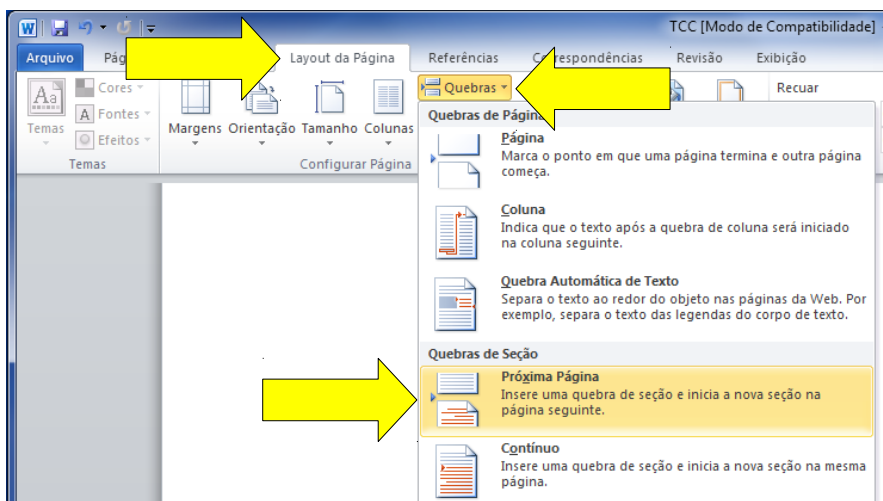 TCC [Modo de Compatibilidade]
Arquivo Pág Layout da Página Referências Co respondências Revisão Exibição
Cores
Fontes
Efeitos
Temas
Margens Orientação Tamanho Colunas
Quebras
Recuar
Temas Configurar Página
Quebras de Página
Página
Marca o ponto em que uma página termina e outra página
começa.
Coluna
Indica que o texto após a quebra de coluna será iniciado
na coluna seguinte.
Quebra Automática de Texto
Separa o texto ao redor do objeto nas páginas da Web. Por
exemplo, separa o texto das legendas do corpo de texto.
Quebras de Seção
Próxima Página
Insere uma quebra de seção e inicia a nova seção na
página seguinte.
Contínuo
Insere uma quebra de seção e inicia a nova seção na mesma
página.